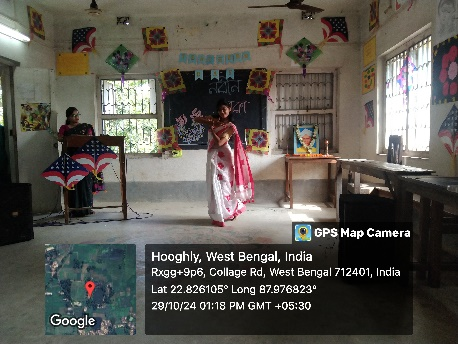 নবীন
GPS Map Camera
Hooghly, West Bengal, India
Rxgg+9p6, Collage Rd, West Bengal 712401, India
Lat 22.826105° Long 87.976823°
29/10/24 01:18 PM GMT +05:30
Google